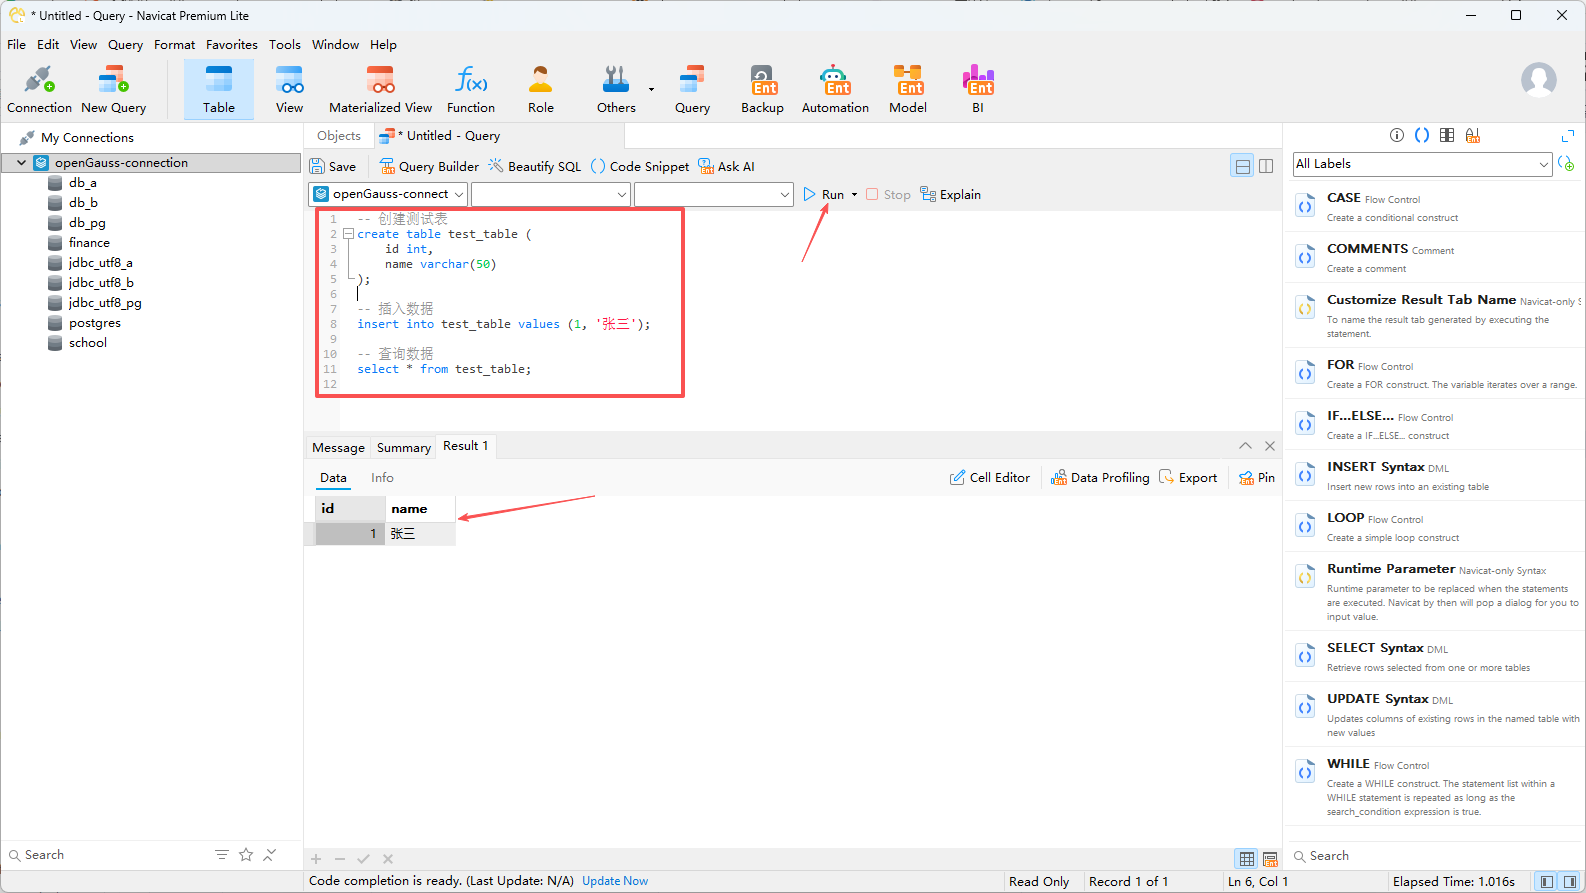 * Untitled - Query - Navicat Premium Lite
File Edit View Query Format Favorites Tools Window Help
Connection New Query Table View Materialized View Function Role Others Query Backup Automation Model BI
Ent Ent Ent Ent
My Connections
openGauss-connection
db_a
db_b
db_pg
finance
jdbc_utf8_a
jdbc_utf8_b
jdbc_utf8_pg
postgres
school
Search
Objects * Untitled - Query
Save Query Builder Beautify SQL Code Snippet Ask AI
openGauss-connect Run Stop Explain
1 -- 创建测试表
2 create table test_table (
3 id int,
4 name varchar(50)
5 );
6
7 -- 插入数据
8 insert into test_table values (1, '张三');
9
10 -- 查询数据
11 select * from test_table;
12
Message Summary Result 1
Data Info Cell Editor Data Profiling Export Pin
id name
1 张三
All Labels
CASE Flow Control
Create a conditional construct
COMMENTS Comment
Create a comment
Customize Result Tab Name Navicat-only S
To name the result tab generated by executing the
statement.
FOR Flow Control
Create a FOR construct. The variable iterates over a range.
IF...ELSE... Flow Control
Create a IF...ELSE... construct
INSERT Syntax DML
Insert new rows into an existing table
LOOP Flow Control
Create a simple loop construct
Runtime Parameter Navicat-only Syntax
Runtime parameter to be replaced when the statements
are executed. Navicat by then will pop a dialog for you to
input value.
SELECT Syntax DML
Retrieve rows selected from one or more tables
UPDATE Syntax DML
Updates columns of existing rows in the named table with
new values
WHILE Flow Control
Create a WHILE construct. The statement list within a
WHILE statement is repeated as long as the
search_condition expression is true.
Search
Code completion is ready. (Last Update: N/A) Update Now Read Only Record 1 of 1 Ln 6, Col 1 Elapsed Time: 1.016s